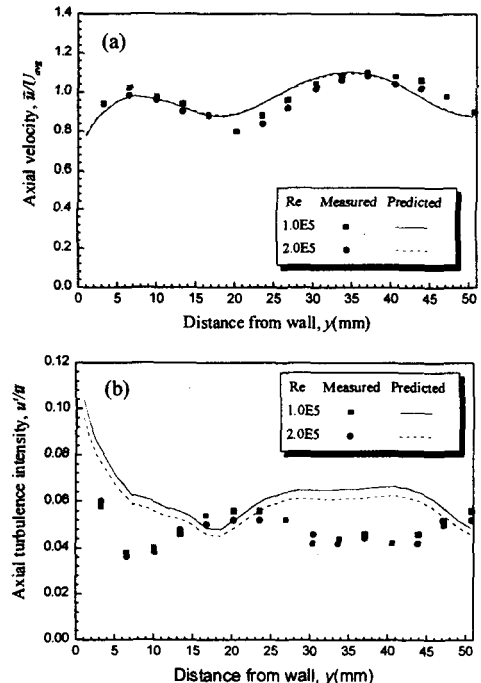 (a)
Axial velocity, ū/U_avg
1.4
1.2
1.0
0.8
0.6
0.4
0.2
0.0
Re Measured Predicted
1.0E5
2.0E5
0 5 10 15 20 25 30 35 40 45 50
Distance from wall, y(mm)
(b)
Axial turbulence intensity, u'/ū
0.12
0.10
0.08
0.06
0.04
0.02
0.00
Re Measured Predicted
1.0E5
2.0E5
0 5 10 15 20 25 30 35 40 45 50
Distance from wall, y(mm)